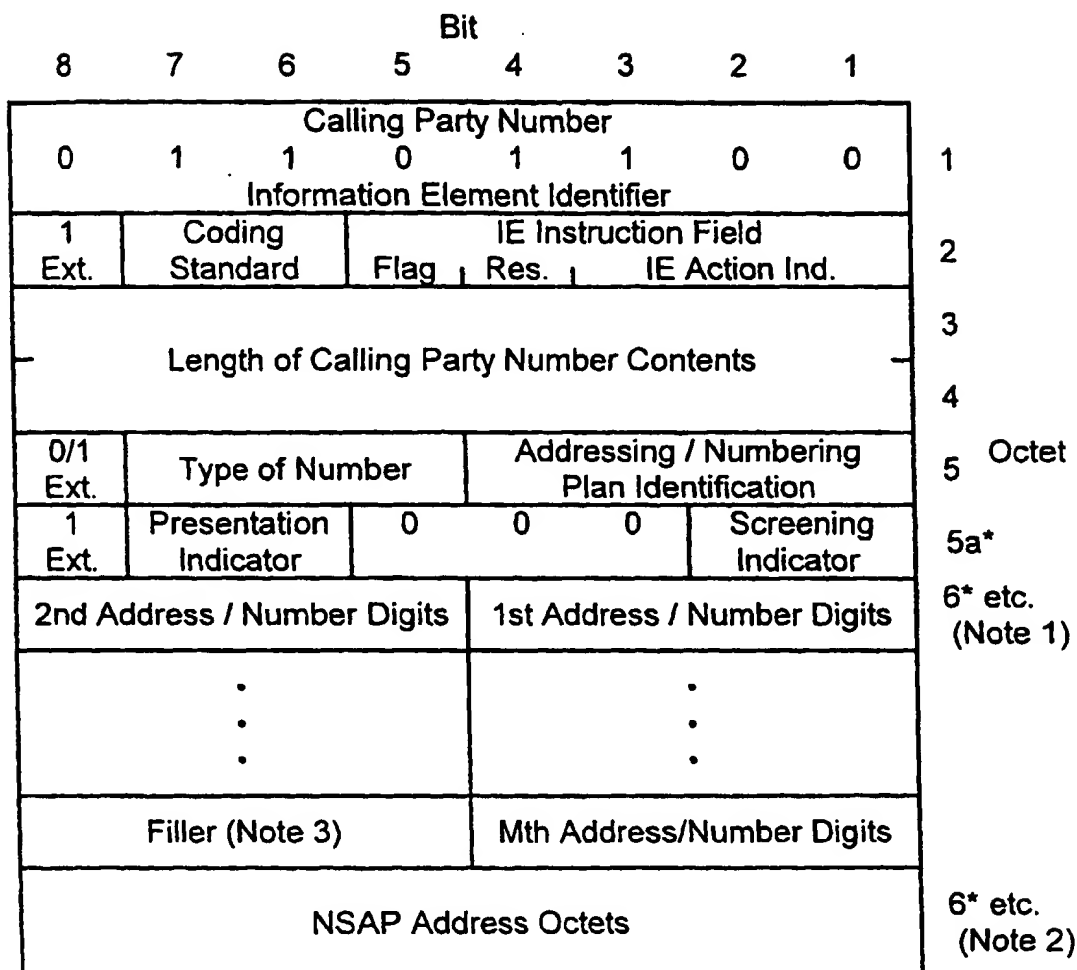 Bit
8 7 6 5 4 3 2 1
Calling Party Number
0 1 1 0 1 1 0 0 1
Information Element Identifier
1 Coding IE Instruction Field
Ext. Standard Flag Res. IE Action Ind. 2
3
Length of Calling Party Number Contents
4
0/1 Type of Number Addressing / Numbering 5 Octet
Ext. Plan Identification
1 Presentation 0 0 0 Screening 5a*
Ext. Indicator Indicator
2nd Address / Number Digits 1st Address / Number Digits 6* etc.
(Note 1)
Filler (Note 3) Mth Address/Number Digits
NSAP Address Octets 6* etc.
(Note 2)